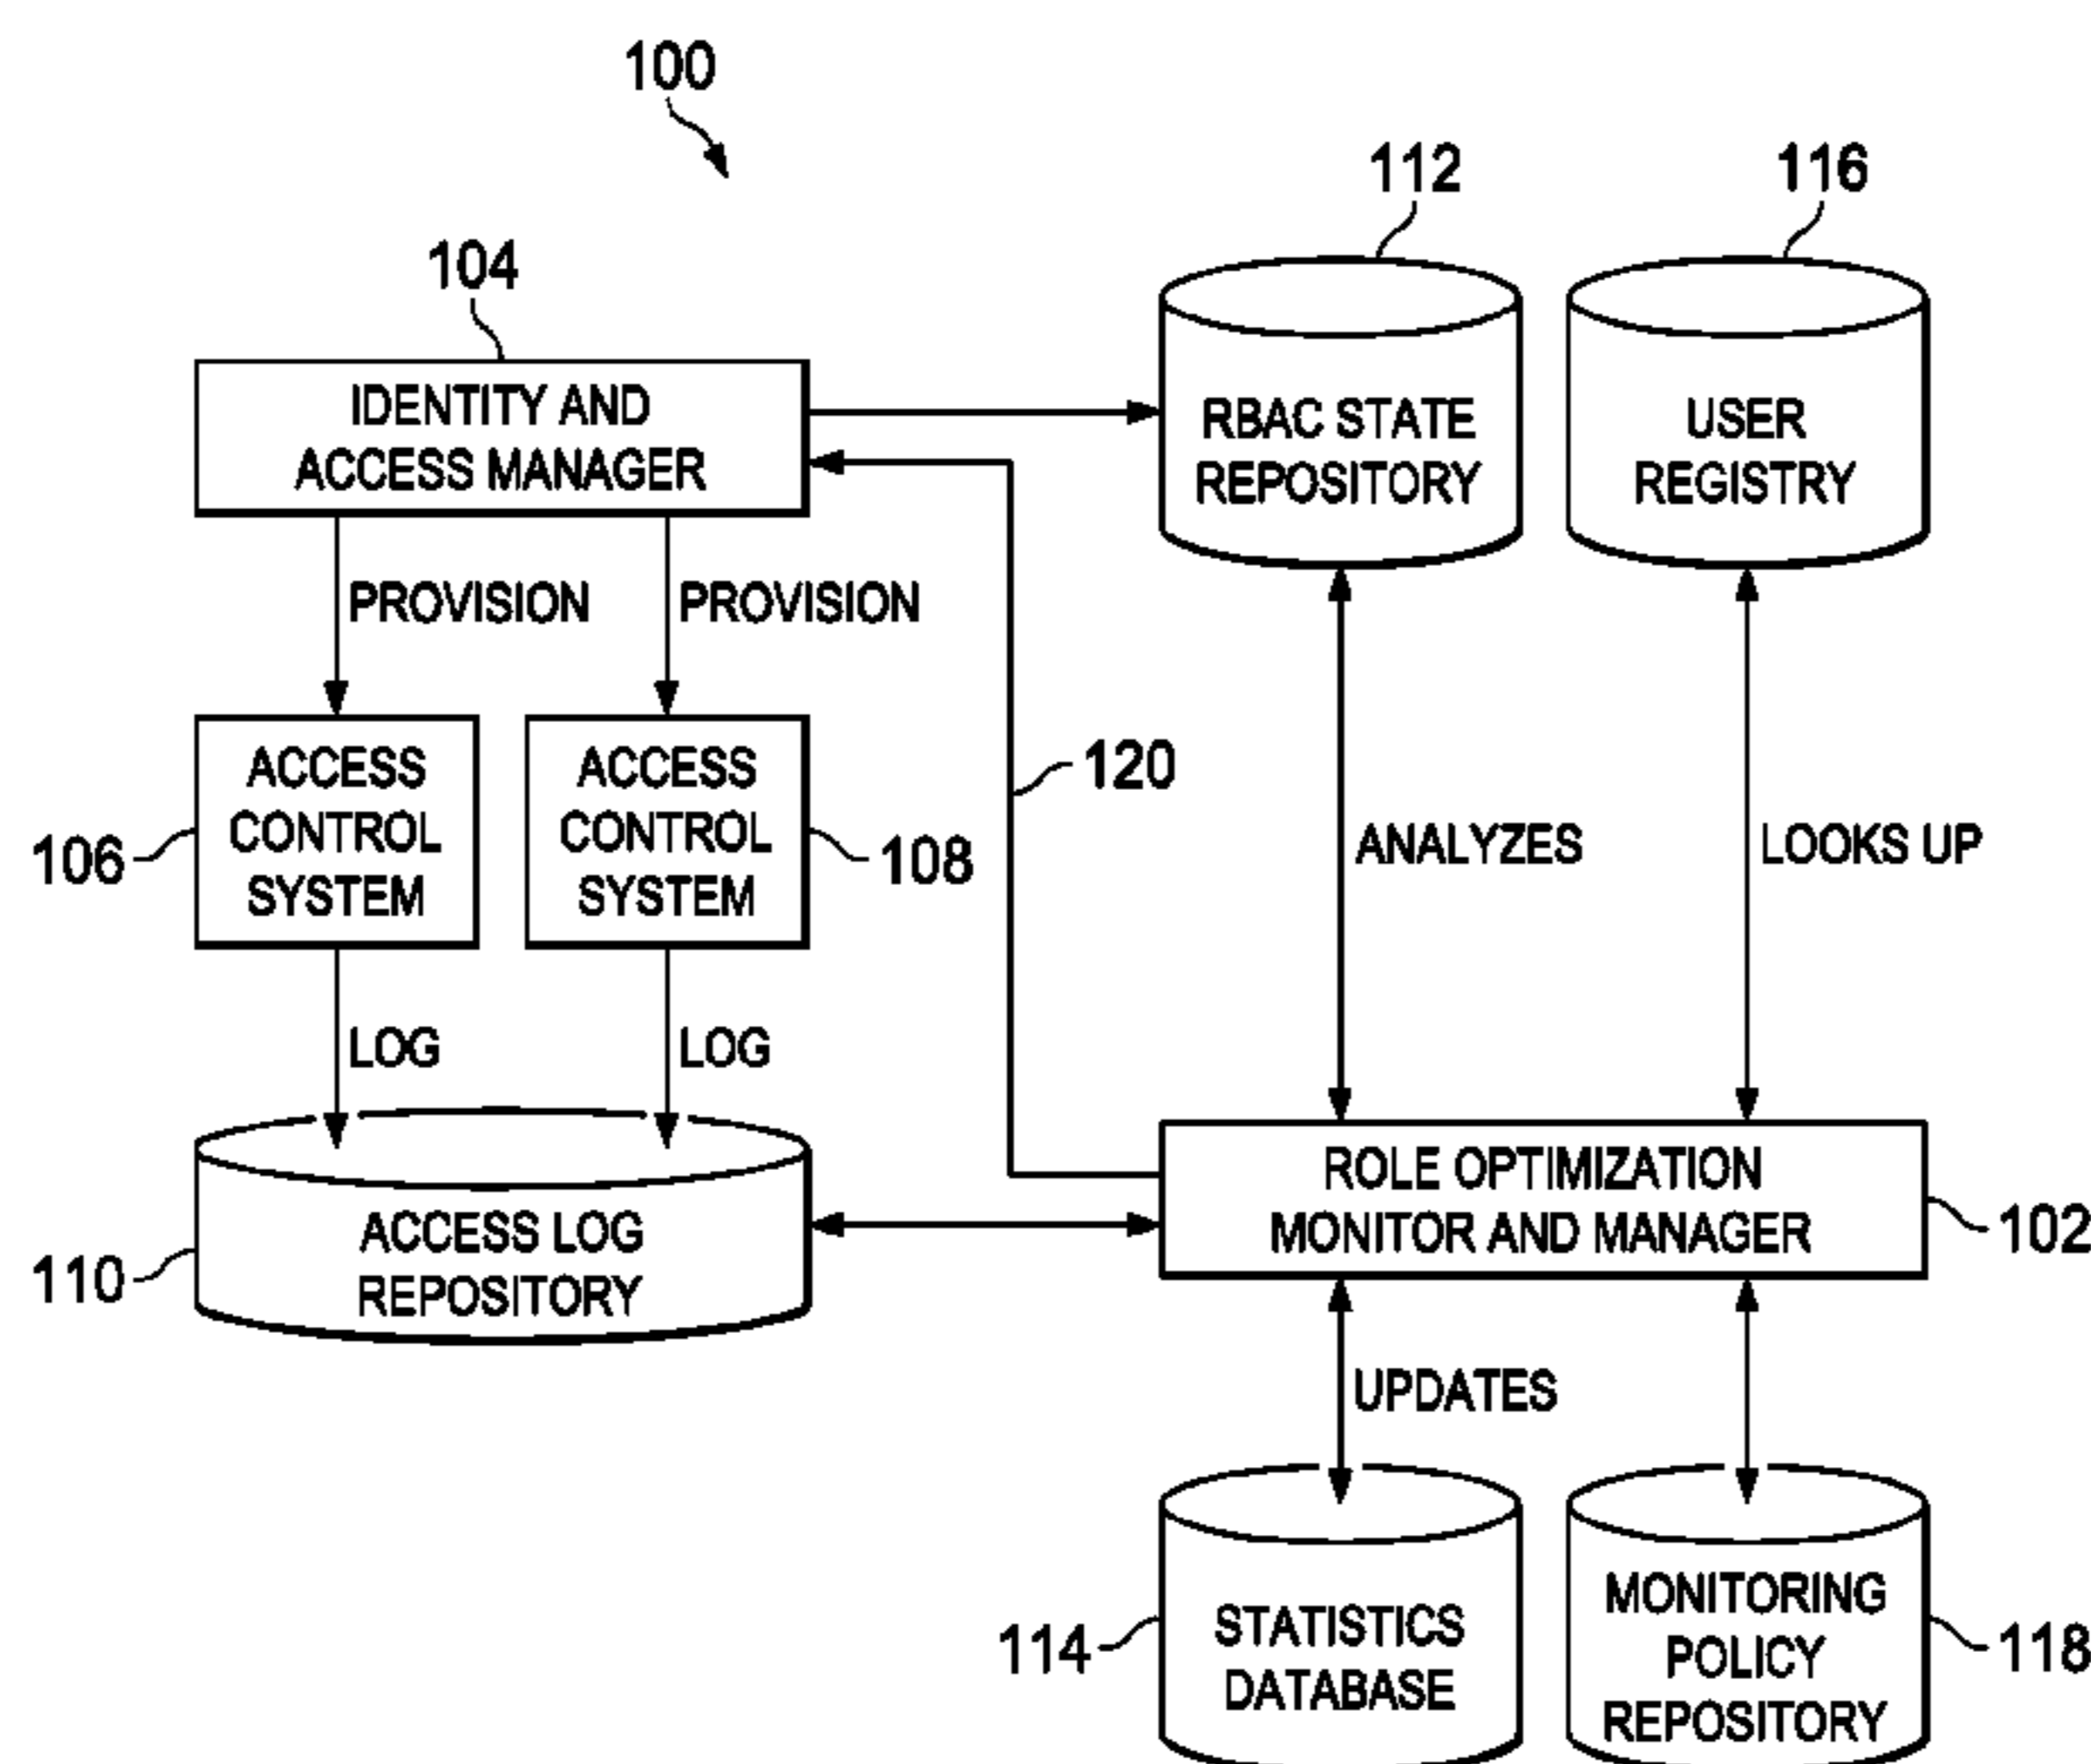 100
112
116
104
IDENTITY AND
ACCESS MANAGER
RBAC STATE
REPOSITORY
USER
REGISTRY
PROVISION
PROVISION
ACCESS
CONTROL
SYSTEM
ACCESS
CONTROL
SYSTEM
106
108
120
ANALYZES
LOOKS UP
LOG
LOG
ACCESS LOG
REPOSITORY
110
ROLE OPTIMIZATION
MONITOR AND MANAGER
102
UPDATES
114
STATISTICS
DATABASE
MONITORING
POLICY
REPOSITORY
118